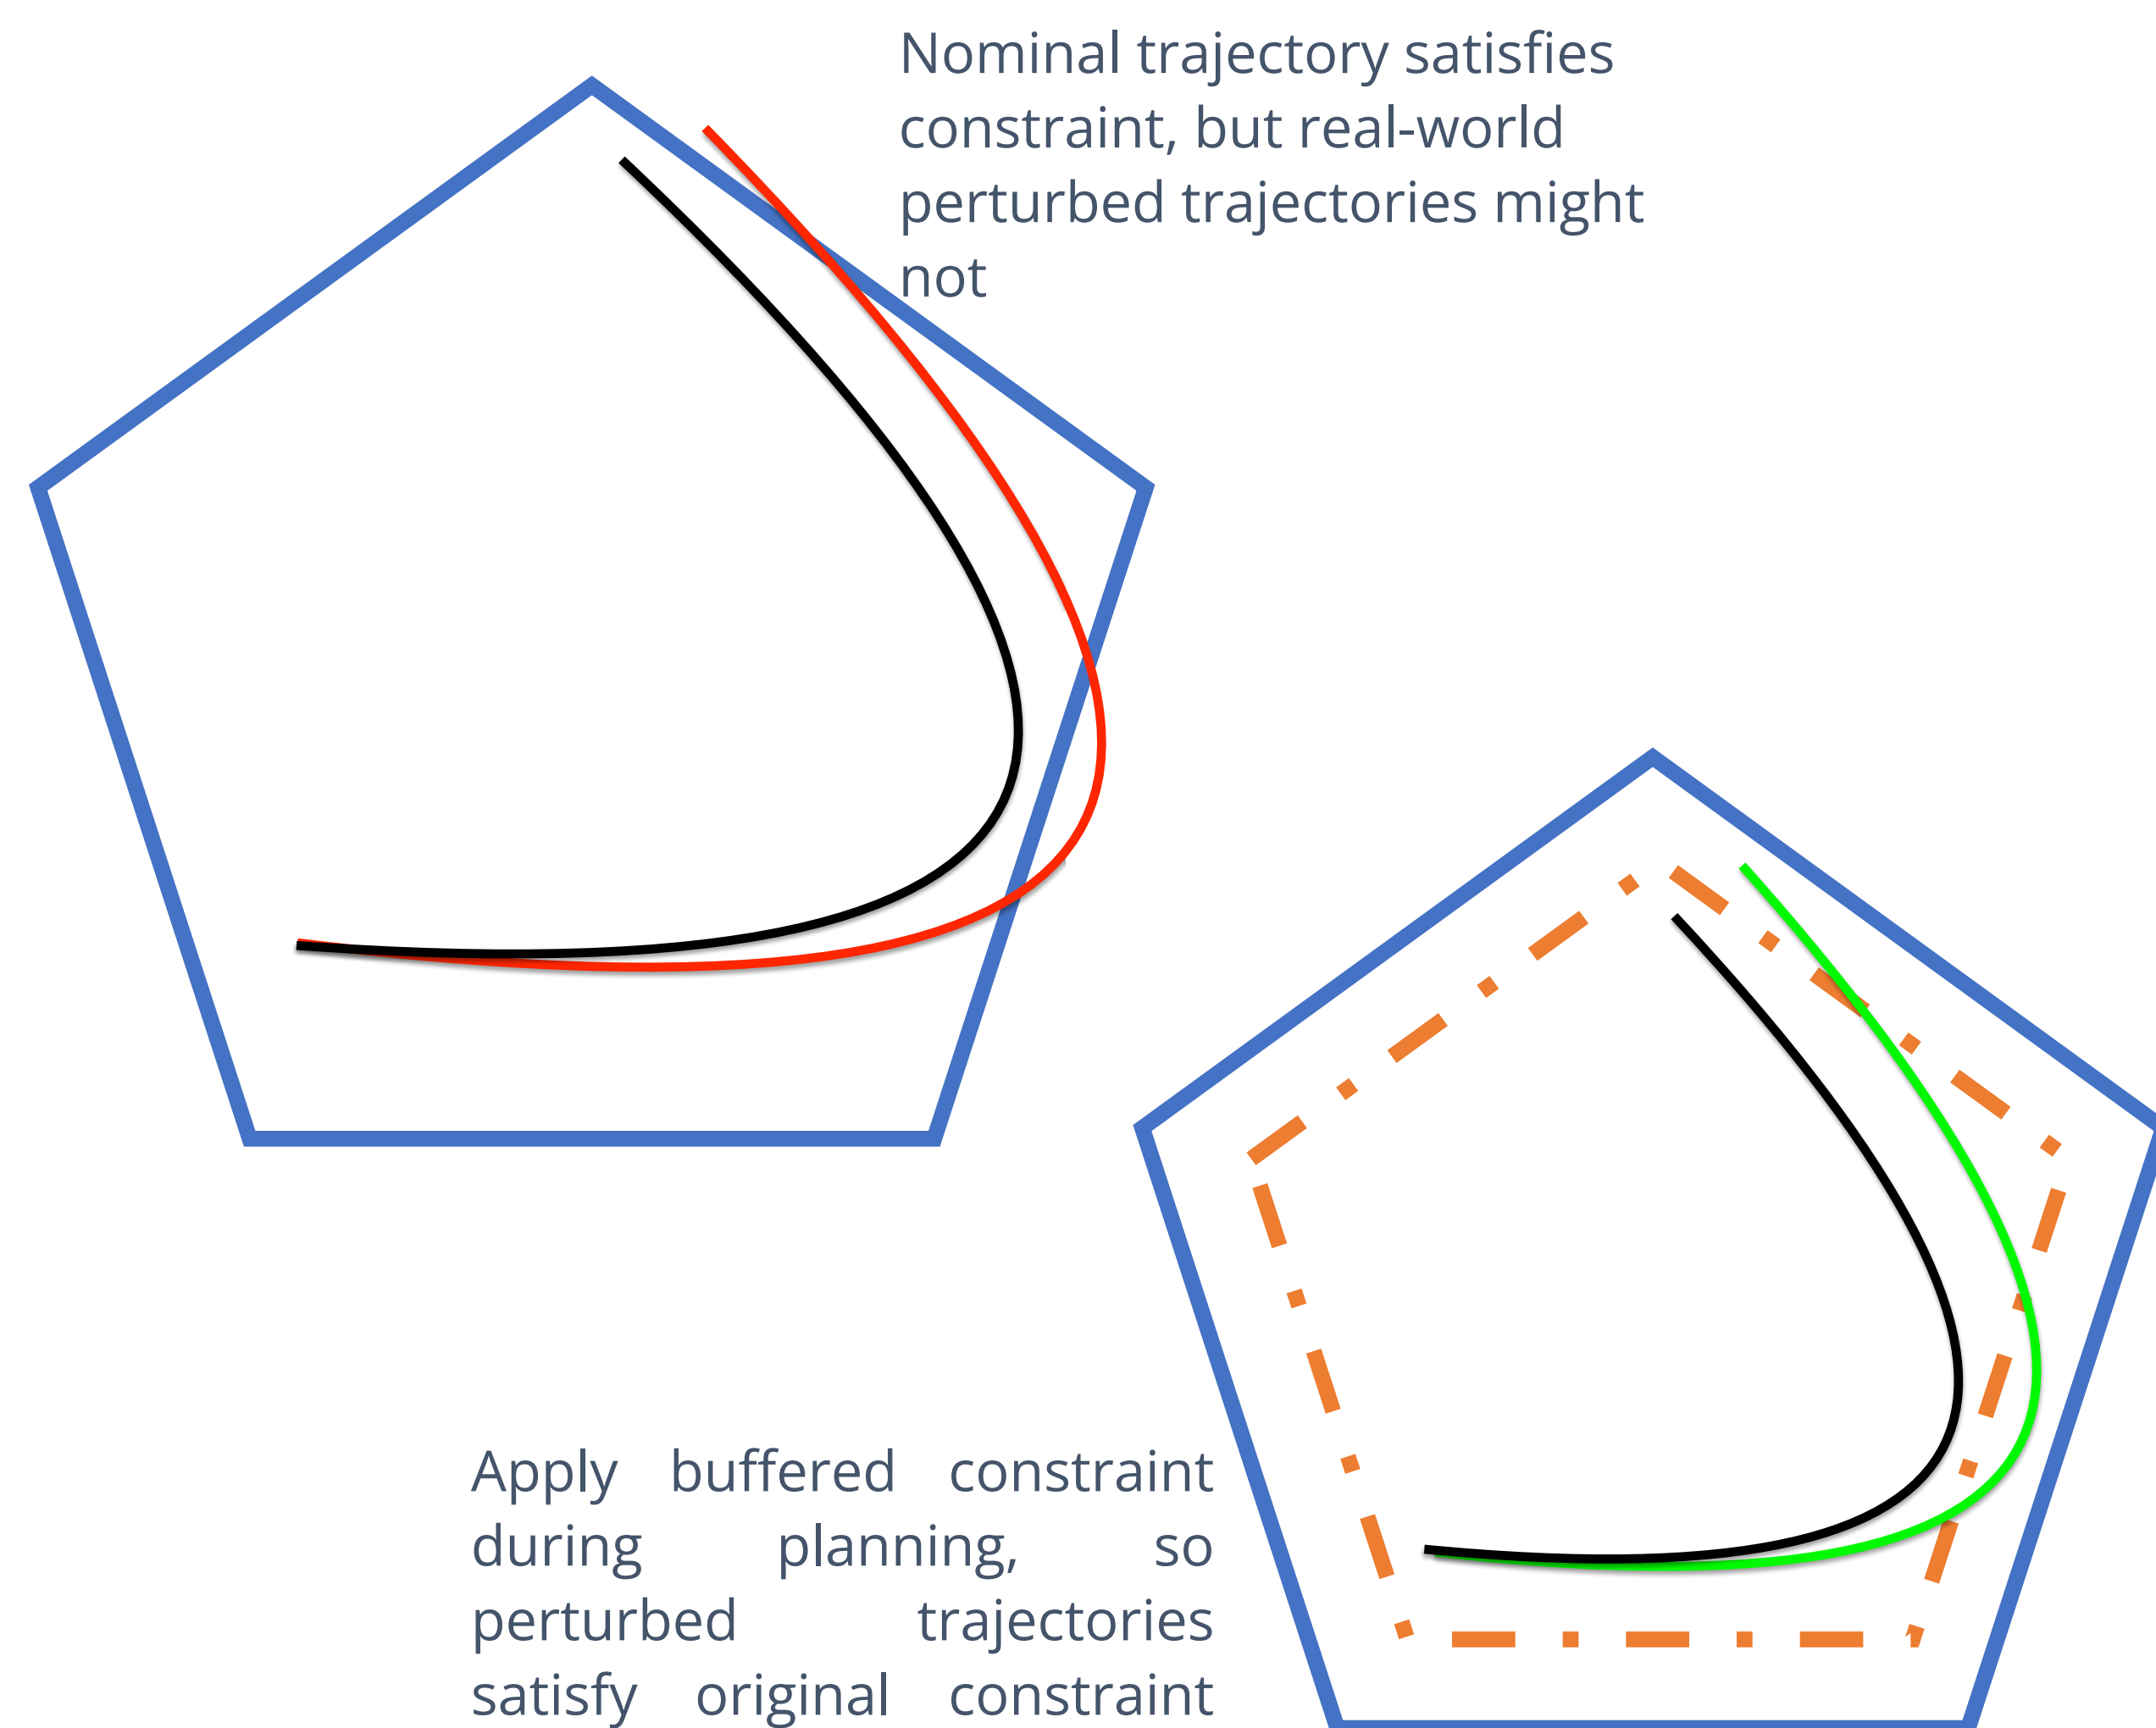 Nominal trajectory satisfies
constraint, but real-world
perturbed trajectories might
not
Apply buffered constraint
during planning, so
perturbed trajectories
satisfy original constraint